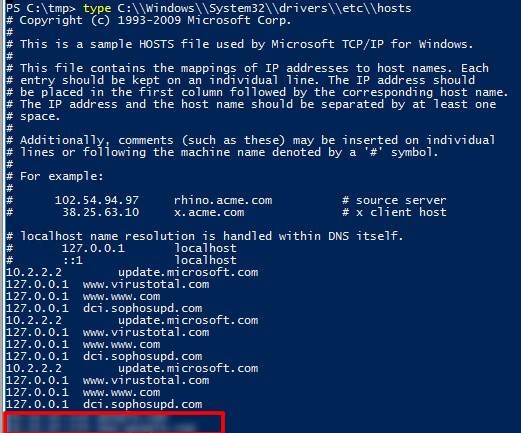 PS C:\tmp> type C:\\Windows\\System32\\drivers\\etc\\hosts
# Copyright (c) 1993-2009 Microsoft Corp.
#
# This is a sample HOSTS file used by Microsoft TCP/IP for Windows.
#
# This file contains the mappings of IP addresses to host names. Each
# entry should be kept on an individual line. The IP address should
# be placed in the first column followed by the corresponding host name.
# The IP address and the host name should be separated by at least one
# space.
#
# Additionally, comments (such as these) may be inserted on individual
# lines or following the machine name denoted by a '#' symbol.
#
# For example:
#
#      102.54.94.97     rhino.acme.com          # source server
#       38.25.63.10     x.acme.com              # x client host

# localhost name resolution is handled within DNS itself.
#       127.0.0.1       localhost
#       ::1             localhost
10.2.2.2        update.microsoft.com
127.0.0.1  www.virustotal.com
127.0.0.1  www.www.com
127.0.0.1  dci.sophosupd.com
10.2.2.2        update.microsoft.com
127.0.0.1  www.virustotal.com
127.0.0.1  www.www.com
127.0.0.1  dci.sophosupd.com
10.2.2.2        update.microsoft.com
127.0.0.1  www.virustotal.com
127.0.0.1  www.www.com
127.0.0.1  dci.sophosupd.com